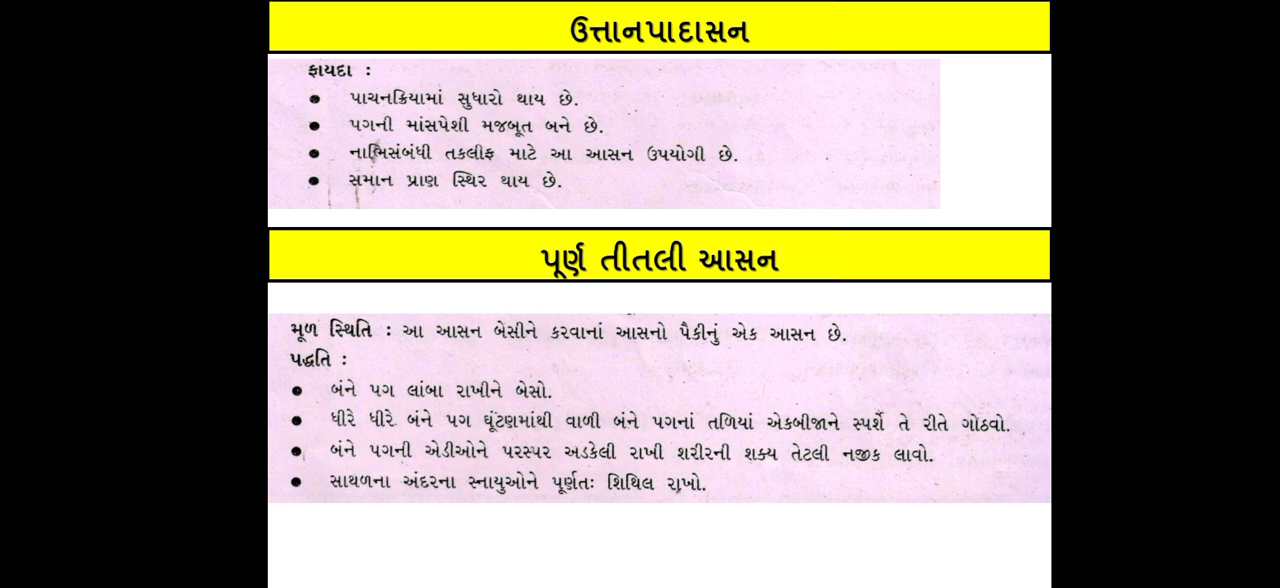 ઉત્તાનપાદાસન
ફાયદા :
● પાચનક્રિયામાં સુધારો થાય છે.
● પગની માંસપેશી મજબૂત બને છે.
● નાભિસંબંધી તકલીફ માટે આ આસન ઉપયોગી છે.
● સમાન પ્રાણ સ્થિર થાય છે.
પૂર્ણ તીતલી આસન
મૂળ સ્થિતિ : આ આસન બેસીને કરવાનાં આસનો પૈકીનું એક આસન છે.
પદ્ધતિ :
● બંને પગ લાંબા રાખીને બેસો.
● ધીરે ધીરે બંને પગ ઘૂંટણમાંથી વાળી બંને પગનાં તળિયાં એકબીજાને સ્પર્શે તે રીતે ગોઠવો.
● બંને પગની એડીઓને પરસ્પર અડકેલી રાખી શરીરની શક્ય તેટલી નજીક લાવો.
● સાથળના અંદરના સ્નાયુઓને પૂર્ણતઃ શિથિલ રાખો.